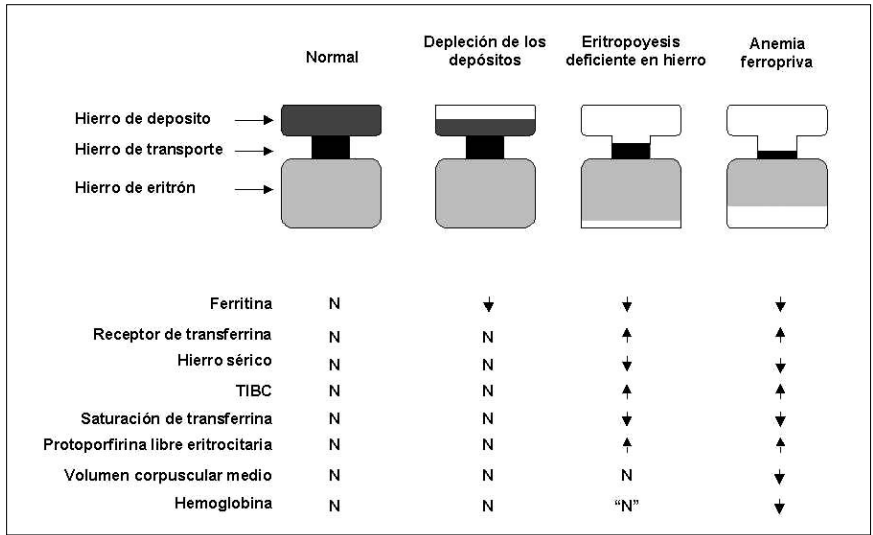 Normal
Depleción de los depósitos
Eritropoyesis deficiente en hierro
Anemia ferropriva
Hierro de deposito
Hierro de transporte
Hierro de eritrón
Ferritina N ↓ ↓ ↓
Receptor de transferrina N N ↑ ↑
Hierro sérico N N ↓ ↓
TIBC N N ↑ ↑
Saturación de transferrina N N ↓ ↓
Protoporfirina libre eritrocitaria N N ↑ ↑
Volumen corpuscular medio N N N ↓
Hemoglobina N N “N” ↓